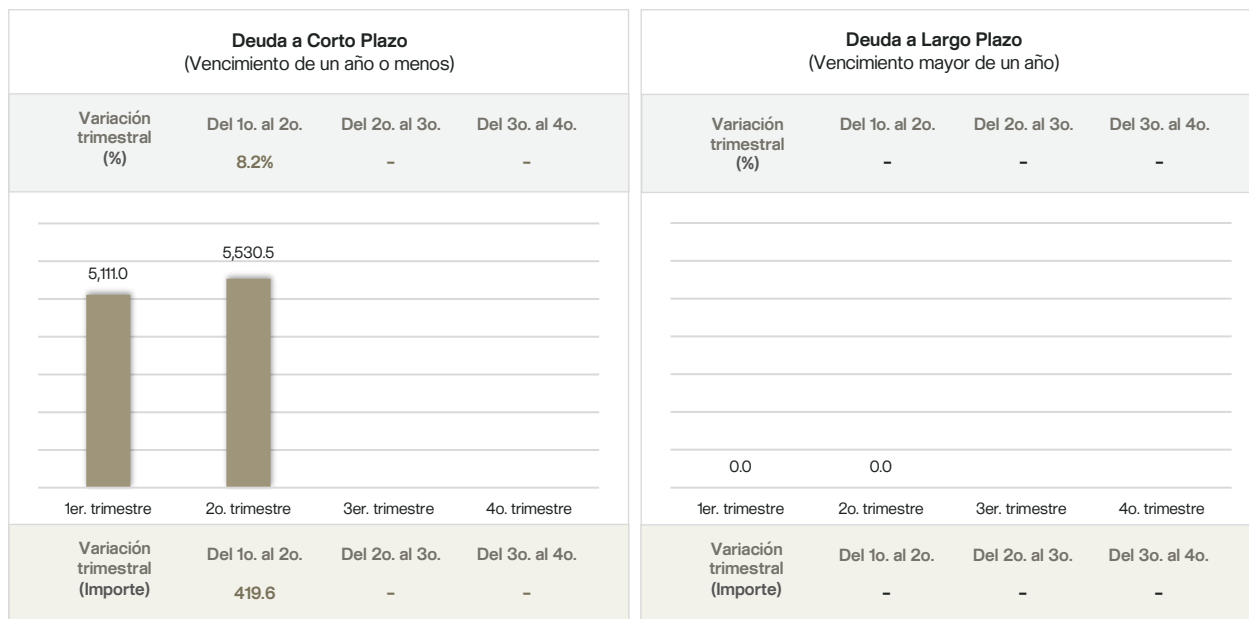 Deuda a Corto Plazo
(Vencimiento de un año o menos)
Variación
trimestral
(%)
Del 1o. al 2o.
Del 2o. al 3o.
Del 3o. al 4o.
8.2%
–
–
5,111.0
5,530.5
1er. trimestre
2o. trimestre
3er. trimestre
4o. trimestre
Variación
trimestral
(Importe)
Del 1o. al 2o.
Del 2o. al 3o.
Del 3o. al 4o.
419.6
–
–
Deuda a Largo Plazo
(Vencimiento mayor de un año)
Variación
trimestral
(%)
Del 1o. al 2o.
Del 2o. al 3o.
Del 3o. al 4o.
–
–
–
0.0
0.0
1er. trimestre
2o. trimestre
3er. trimestre
4o. trimestre
Variación
trimestral
(Importe)
Del 1o. al 2o.
Del 2o. al 3o.
Del 3o. al 4o.
–
–
–